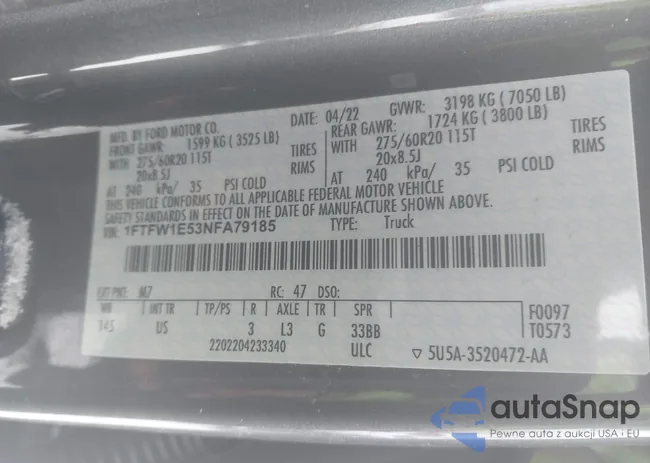 MFD. BY FORD MOTOR CO.
DATE: 04/22 GVWR: 3198 KG ( 7050 LB)
FRONT GAWR: 1599 KG ( 3525 LB)
REAR GAWR: 1724 KG ( 3800 LB)
WITH 275/60R20 115T TIRES
WITH 275/60R20 115T TIRES
20x8.5J RIMS
20x8.5J RIMS
AT 240 kPa/ 35 PSI COLD
AT 240 kPa/ 35 PSI COLD
THIS VEHICLE CONFORMS TO ALL APPLICABLE FEDERAL MOTOR VEHICLE
SAFETY STANDARDS IN EFFECT ON THE DATE OF MANUFACTURE SHOWN ABOVE.
VIN: 1FTFW1E53NFA79185 TYPE: Truck
EXT PNT: M7 RC: 47 DSO:
WB INT TR TP/PS R AXLE TR SPR F0097
145 US 3 L3 G 33BB T0573
2202204233340 ULC ▽ 5U5A-3520472-AA
autaSnap
Pewne auta z aukcji USA i EU